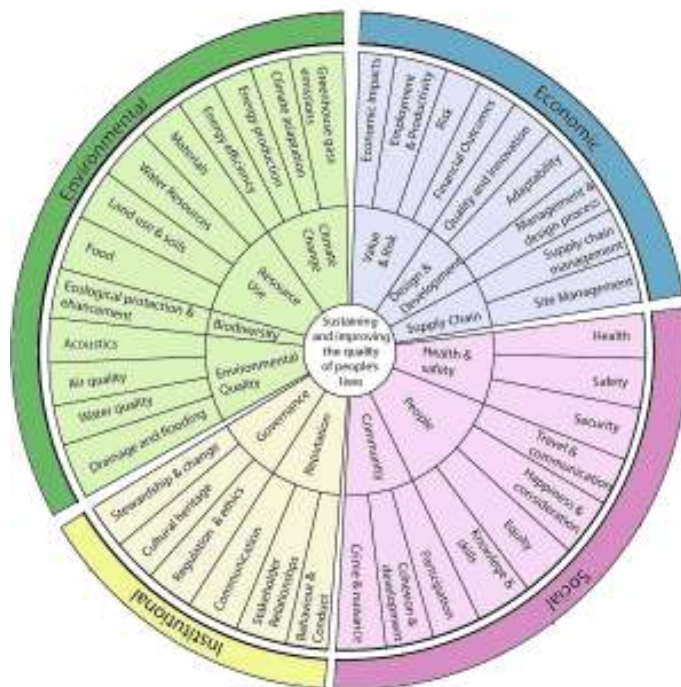 Environmental
Greenhouse gass
emissions
Climate adaptation
Energy production
Energy efficiency
Materials
Water Resources
Land use & soils
Food
Ecological protection &
ehancement
Acoustics
Air quality
Water quality
Drainage and flooding
Climate
Change
Resource
Use
Biodiversity
Environmental
Quality
Economic
Economic Impacts
Employment
& Productivity
Risk
Financial Outcomes
Quality and innovation
Adaptability
Management &
design process
Supply chain
management
Site Management
Value
& Risk
Design &
Development
Supply Chain
Sustaining
and improving
the quality
of people's
lives
Social
Health
Safety
Security
Travel &
communication
Happiness &
consideration
Equity
Knowledge &
skills
Participation
Cohesion &
development
Crime & nuisance
Health &
safety
People
Community
Institutional
Stewardship & change
Cultural heritage
Regulation & ethics
Communication
Stakeholder
Relationships
Behaviour &
Conduct
Governance
Reputation